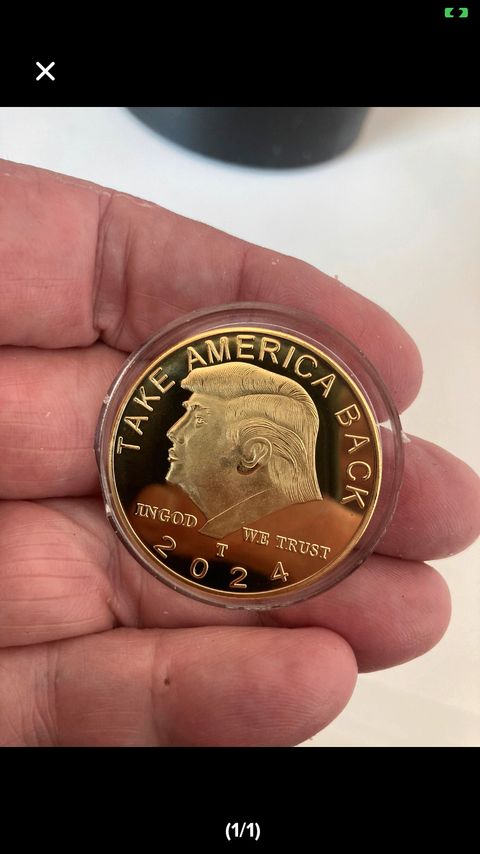 TAKE AMERICA BACK
IN GOD WE TRUST
T
2024
(1/1)